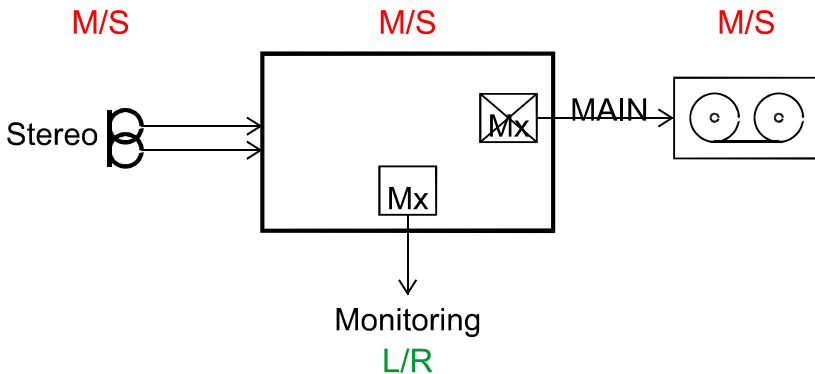 M/S
M/S
M/S
Stereo
Mx
MAIN
Mx
Monitoring
L/R